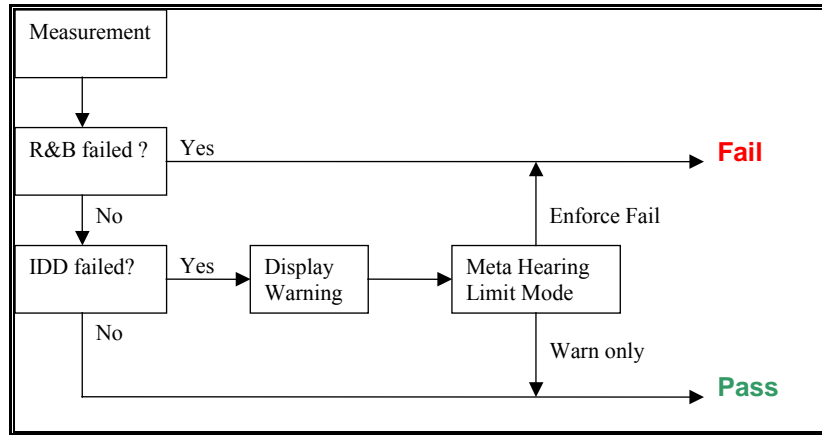 Measurement
R&B failed ?
Yes
Fail
No
Enforce Fail
IDD failed?
Yes
Display
Warning
Meta Hearing
Limit Mode
No
Warn only
Pass